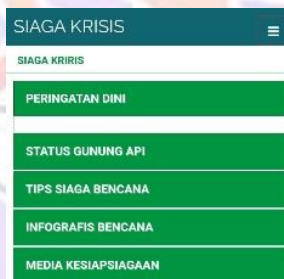 SIAGA KRISIS
SIAGA KRIRIS
PERINGATAN DINI
STATUS GUNUNG API
TIPS SIAGA BENCANA
INFOGRAFIS BENCANA
MEDIA KESIAPSIAGAAN